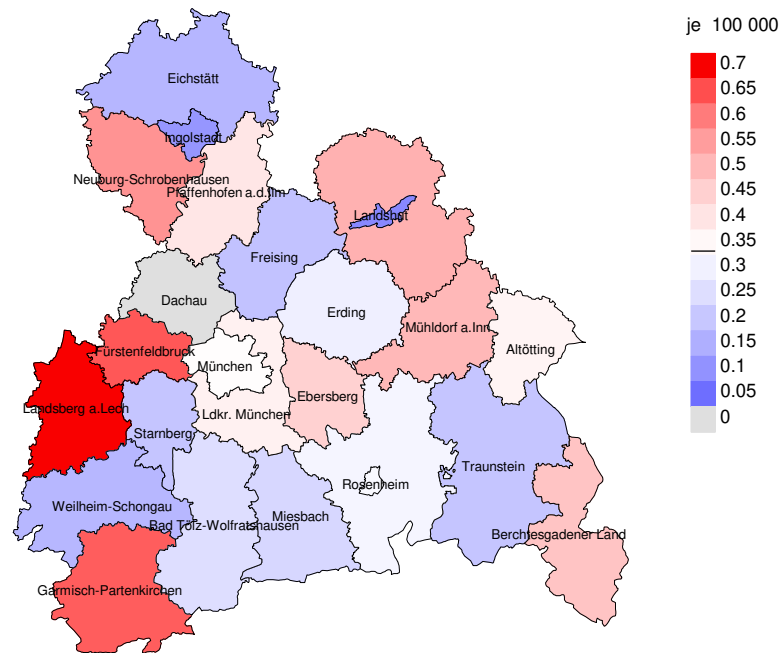 je 100 000
0.7
0.65
0.6
0.55
0.5
0.45
0.4
0.35
0.3
0.25
0.2
0.15
0.1
0.05
0
Eichstätt
Ingolstadt
Neuburg-Schrobenhausen
Pfaffenhofen a.d.Ilm
Landshut
Freising
Dachau
Erding
Mühldorf a.Inn
Fürstenfeldbruck
München
Altötting
Landsberg a.Lech
Ebersberg
Ldkr. München
Starnberg
Traunstein
Rosenheim
Weilheim-Schongau
Miesbach
Bad Tölz-Wolfratshausen
Berchtesgadener Land
Garmisch-Partenkirchen